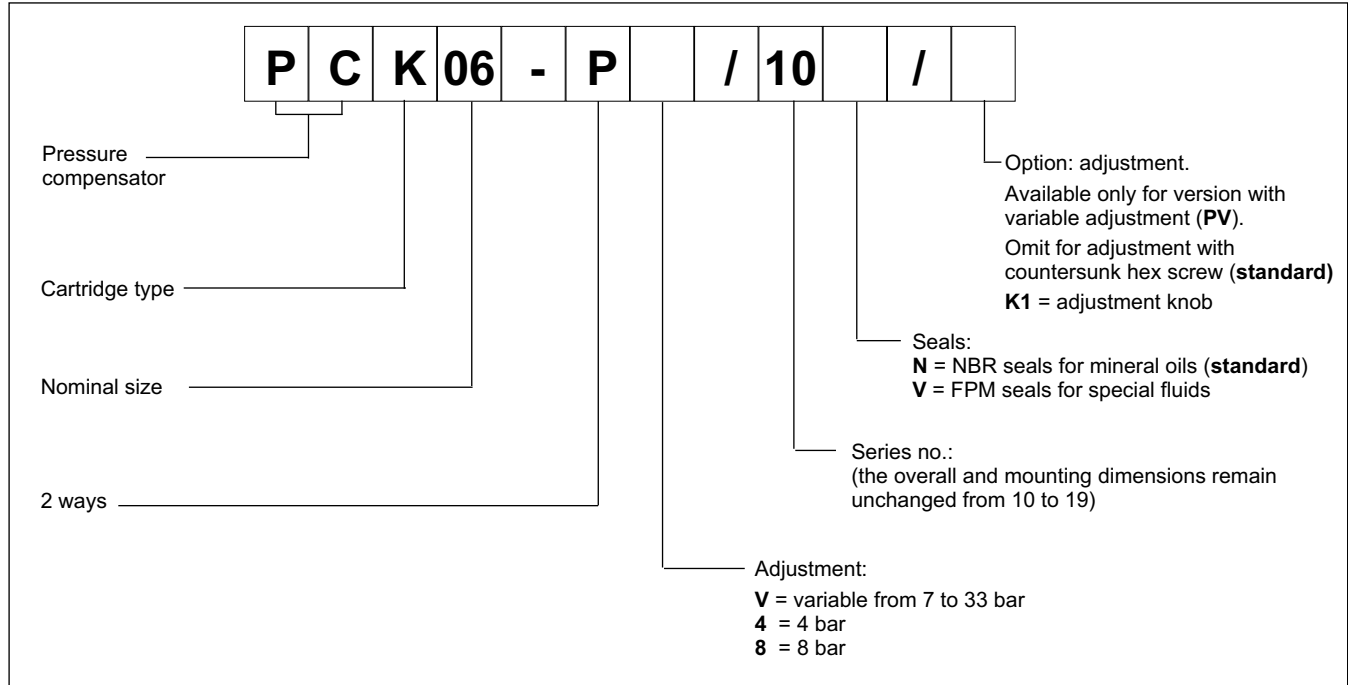 P C K 06 - P / 10 /
Pressure
compensator
Cartridge type
Nominal size
2 ways
Option: adjustment.
Available only for version with
variable adjustment (PV).
Omit for adjustment with
countersunk hex screw (standard)
K1 = adjustment knob
Seals:
N = NBR seals for mineral oils (standard)
V = FPM seals for special fluids
Series no.:
(the overall and mounting dimensions remain
unchanged from 10 to 19)
Adjustment:
V = variable from 7 to 33 bar
4 = 4 bar
8 = 8 bar